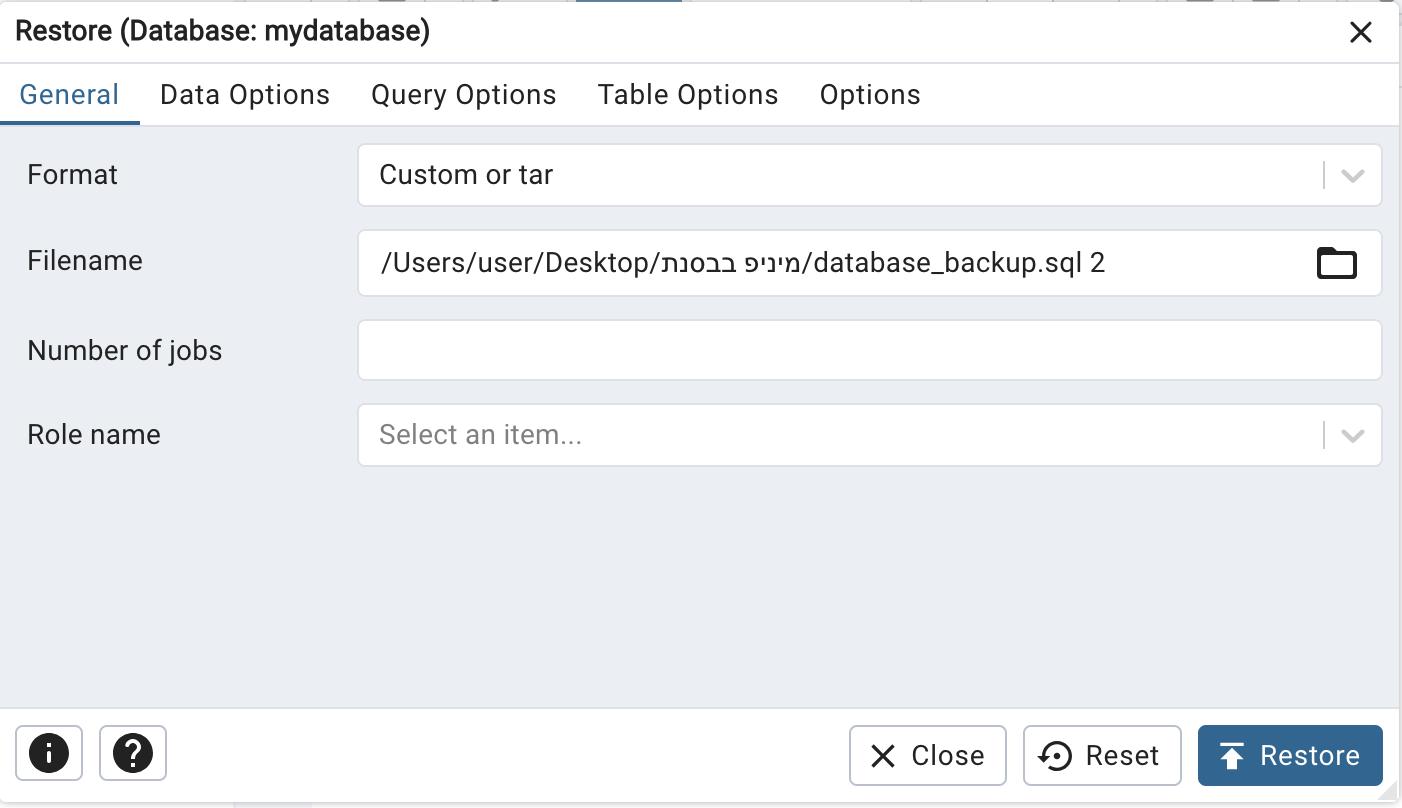 Restore (Database: mydatabase)
General Data Options Query Options Table Options Options
Format Custom or tar
Filename /Users/user/Desktop/מיניפ בבסנת/database_backup.sql 2
Number of jobs
Role name Select an item...
Close Reset Restore